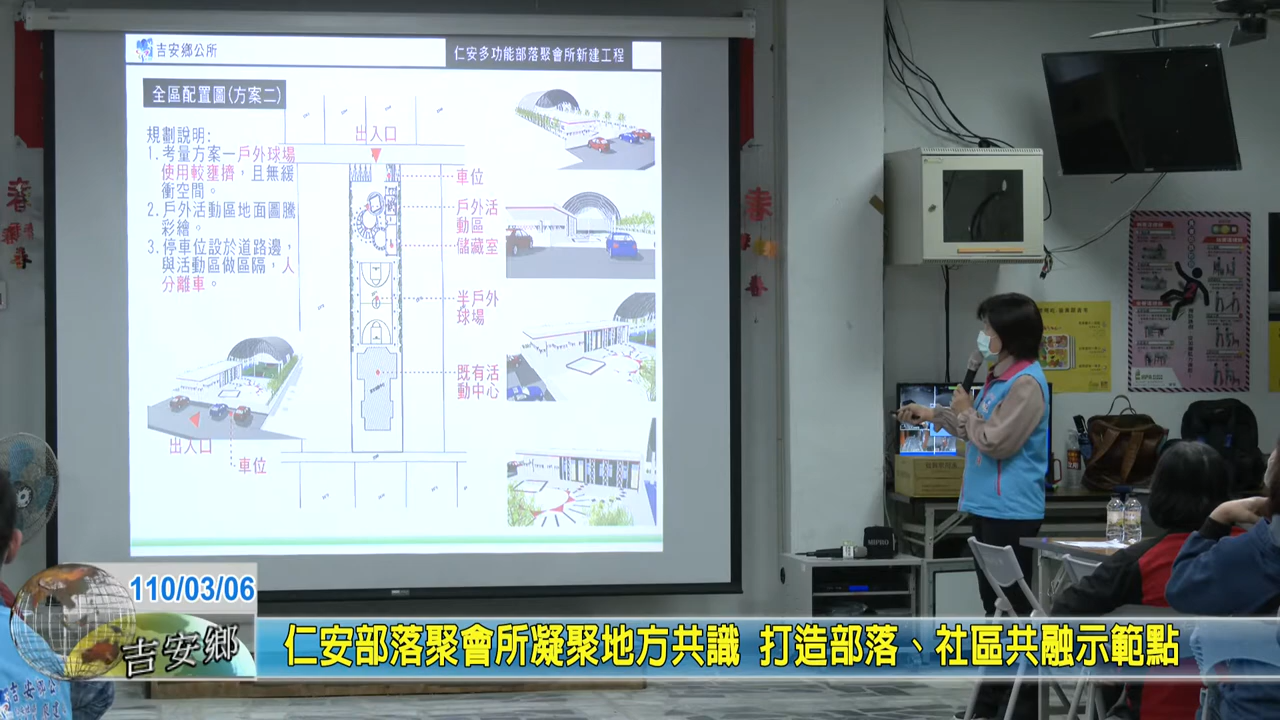 吉安鄉公所
仁安多功能部落聚會所新建工程
全區配置圖(方案二)
規劃說明:
1.考量方案一戶外球場
使用較壅擠，且無緩
衝空間。
2.戶外活動區地面圖騰
彩繪。
3.停車位設於道路邊，
與活動區做區隔，人
分離車。
出入口
車位
戶外活
動區
儲藏室
半戶外
球場
既有活
動中心
出入口
車位
春
春
MIPRO
110/03/06
吉安鄉
仁安部落聚會所凝聚地方共識 打造部落、社區共融示範點
吉安鄉公